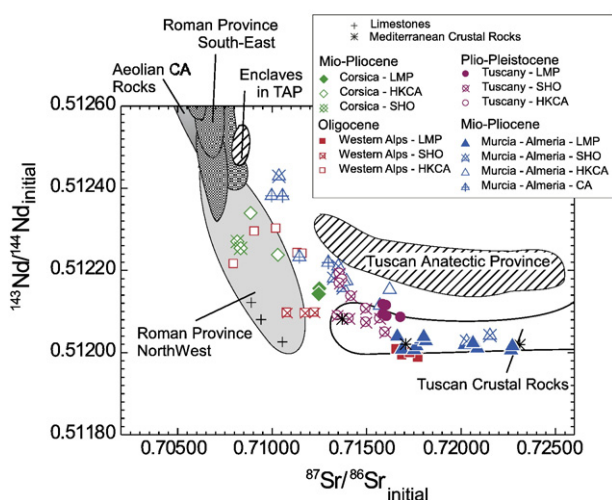 Roman Province
South-East
Aeolian CA
Rocks
Enclaves
in TAP
Limestones
Mediterranean Crustal Rocks
Mio-Pliocene
Corsica - LMP
Corsica - HKCA
Corsica - SHO
Oligocene
Western Alps - LMP
Western Alps - SHO
Western Alps - HKCA
Plio-Pleistocene
Tuscany - LMP
Tuscany - SHO
Tuscany - HKCA
Mio-Pliocene
Murcia - Almeria - LMP
Murcia - Almeria - SHO
Murcia - Almeria - HKCA
Murcia - Almeria - CA
0.51260
0.51240
0.51220
0.51200
0.51180
143Nd/144Nd initial
Tuscan Anatectic Province
Roman Province
NorthWest
Tuscan Crustal Rocks
0.70500 0.71000 0.71500 0.72000 0.72500
87Sr/86Sr initial